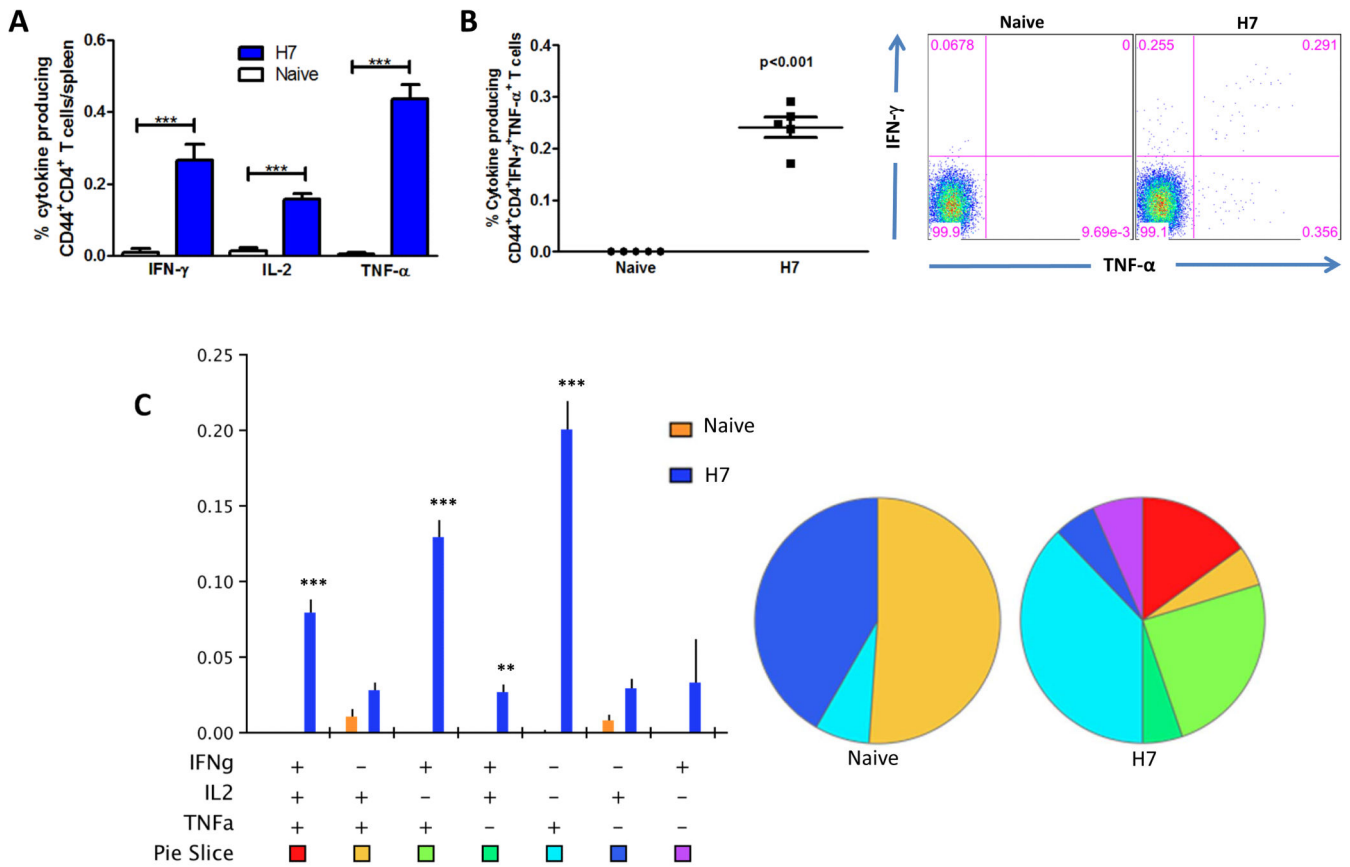 A
% cytokine producing
CD44+CD4+ T cells/spleen
0.6
0.4
0.2
0.0
H7
Naive
***
***
***
IFN-γ IL-2 TNF-α
B
% Cytokine producing
CD44+CD4+IFN-γ+TNF-α+ T cells
0.4
0.3
0.2
0.1
0.0
p<0.001
Naive H7
Naive H7
IFN-γ
0.0678 0 0.255 0.291
99.9 9.69e-3 99.1 0.356
TNF-α
C
0.25
0.20
0.15
0.10
0.05
0.00
*** *** ** ***
Naive
H7
IFNg + – + + – – +
IL2 + + – + – + –
TNFa + + + – + – –
Pie Slice
Naive H7